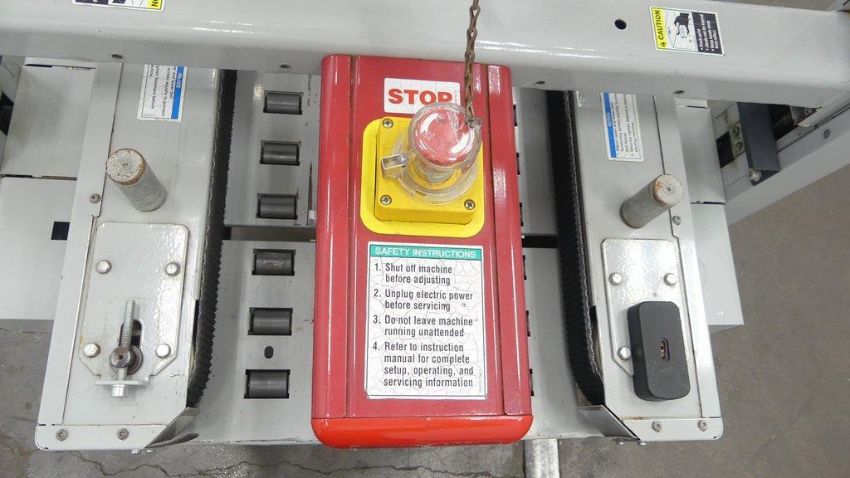 CAUTION
STOP
SAFETY INSTRUCTIONS
1. Shut off machine
before adjusting
2. Unplug electric power
before servicing
3. Do not leave machine
running unattended
4. Refer to instruction
manual for complete
setup, operating, and
servicing information